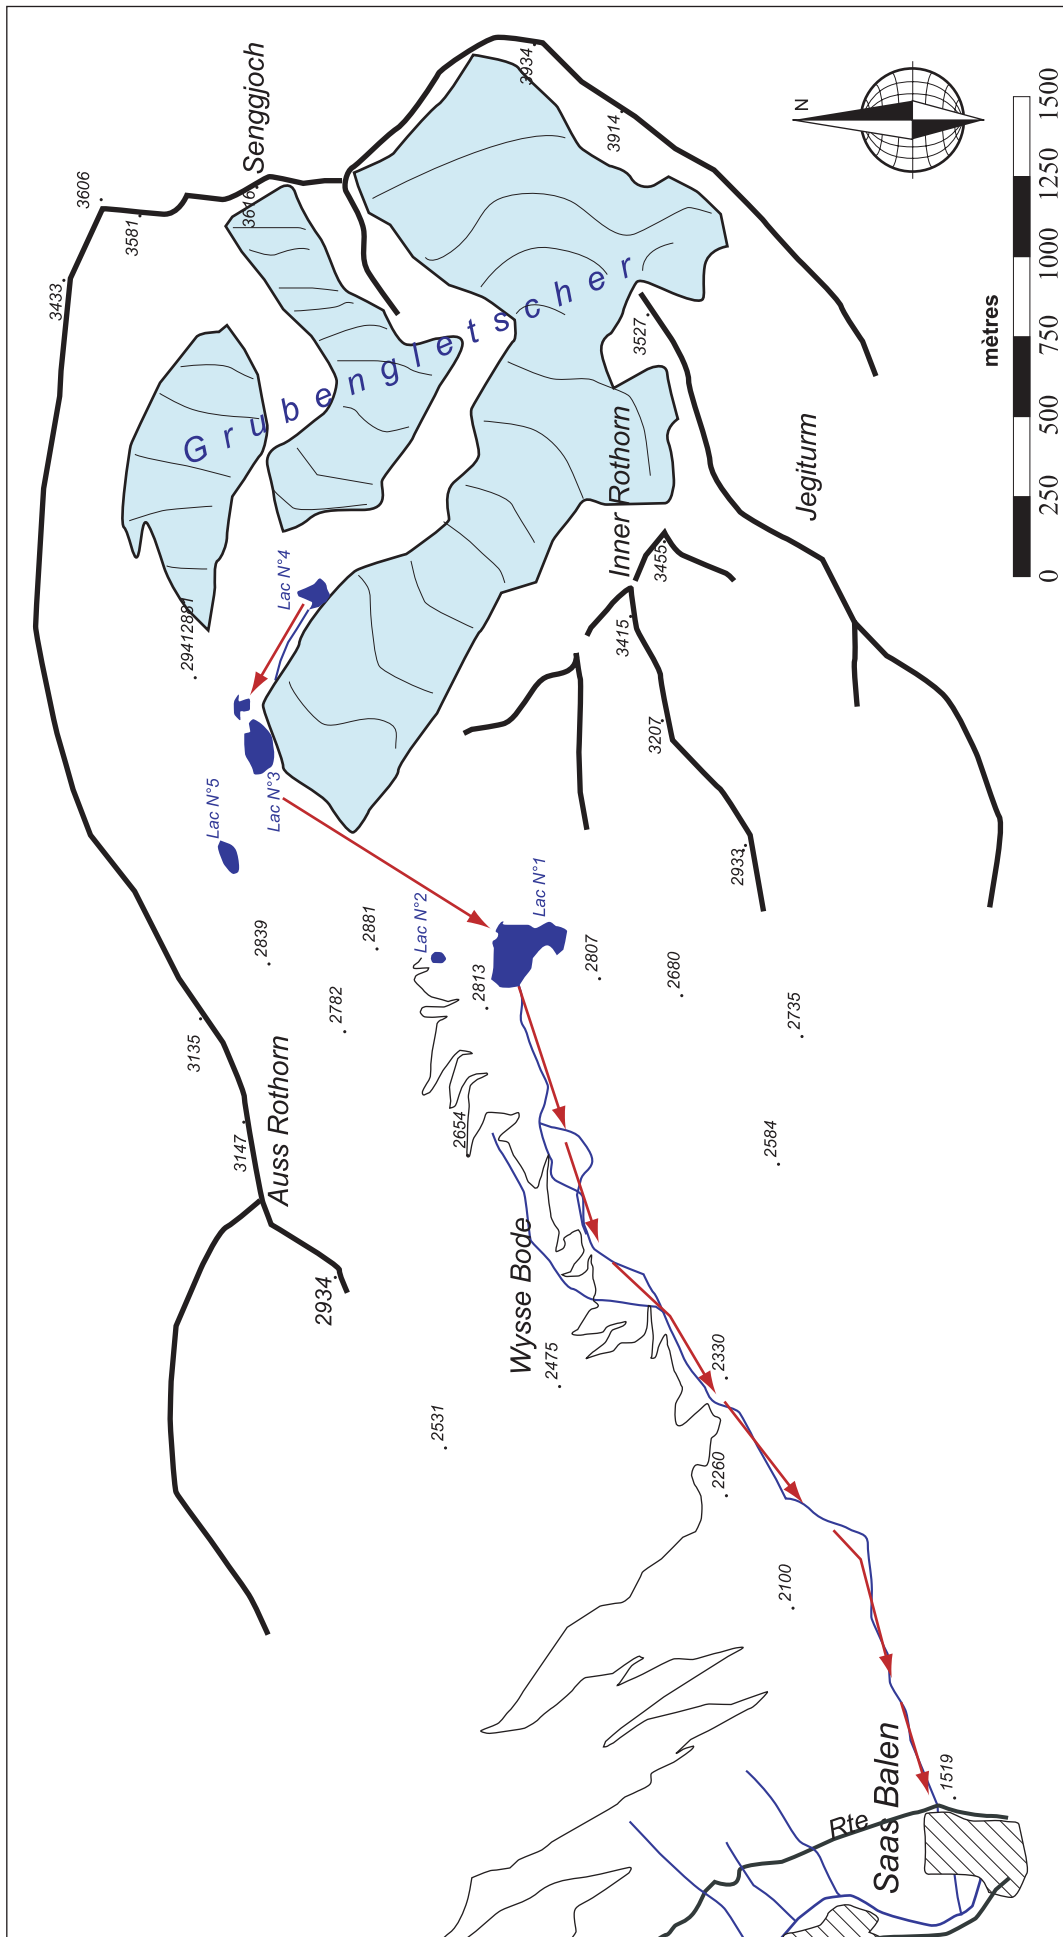 3934
Senggjoch
3914
N
3606
3616
3581
3433
1500
1250
1000
750
500
250
0
mètres
Grubengletscher
3527
Inner Rothorn
Jegiturm
3455
3415
Lac N°4
29412881
3207
Lac N°5
Lac N°3
2933
Lac N°1
Lac N°2
2839
2881
2807
2680
2813
2782
2735
3135
Auss Rothorn
2654
3147
2584
Wysse Bode
2934
2475
2330
2531
2260
2100
1519
Saas Balen
Rte